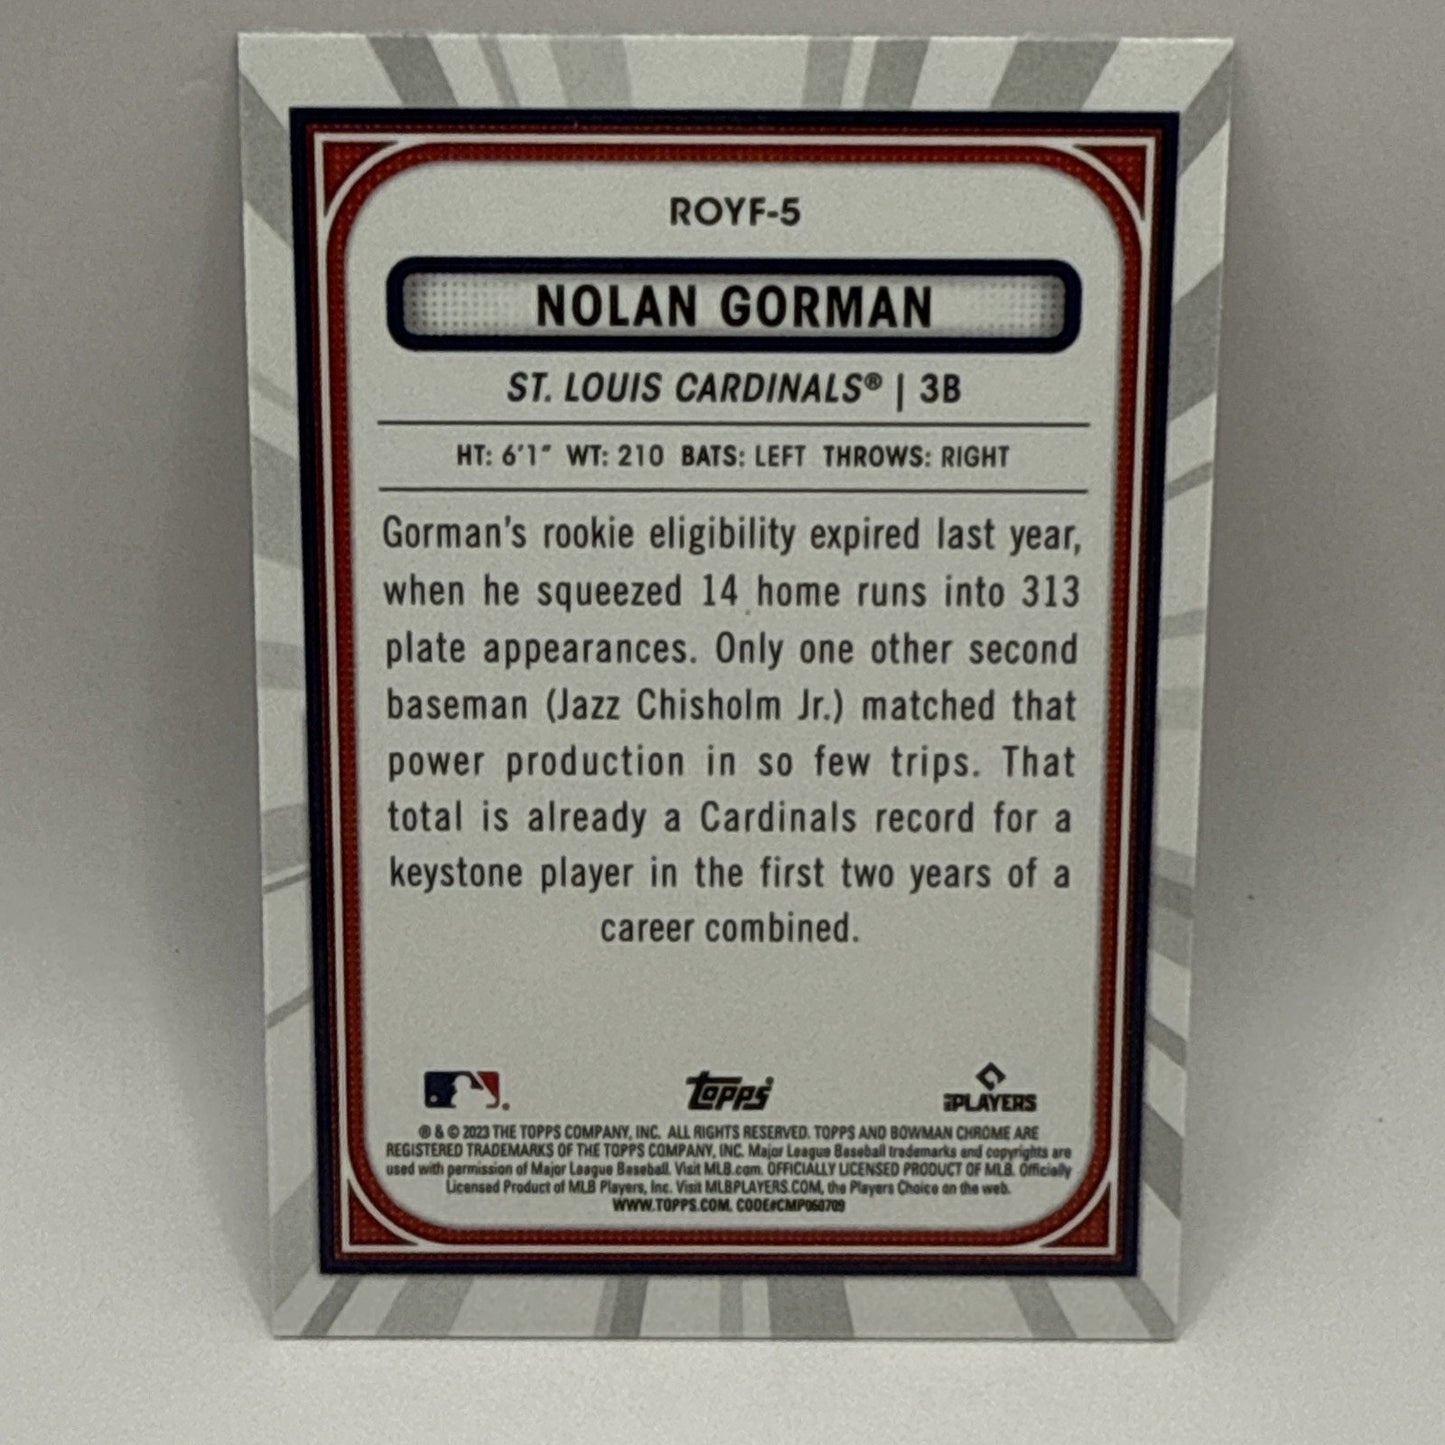 ROYF-5
NOLAN GORMAN
ST. LOUIS CARDINALS® | 3B
HT: 6'1" WT: 210 BATS: LEFT THROWS: RIGHT
Gorman's rookie eligibility expired last year,
when he squeezed 14 home runs into 313
plate appearances. Only one other second
baseman (Jazz Chisholm Jr.) matched that
power production in so few trips. That
total is already a Cardinals record for a
keystone player in the first two years of a
career combined.
Topps
PLAYERS
® & © 2023 THE TOPPS COMPANY, INC. ALL RIGHTS RESERVED. TOPPS AND BOWMAN CHROME ARE
REGISTERED TRADEMARKS OF THE TOPPS COMPANY, INC. Major League Baseball trademarks and copyrights are
used with permission of Major League Baseball. Visit MLB.com. OFFICIALLY LICENSED PRODUCT OF MLB. Officially
Licensed Product of MLB Players, Inc. Visit MLBPLAYERS.COM, the Players Choice on the web.
WWW.TOPPS.COM. CODE#CMP060709